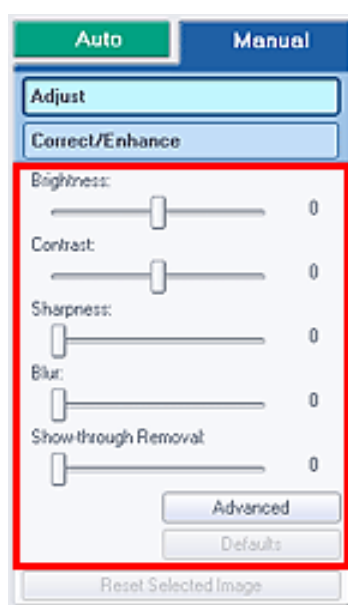 Auto Manual
Adjust
Correct/Enhance
Brightness:
0
Contrast:
0
Sharpness:
0
Blur:
0
Show-through Removal:
0
Advanced
Defaults
Reset Selected Image